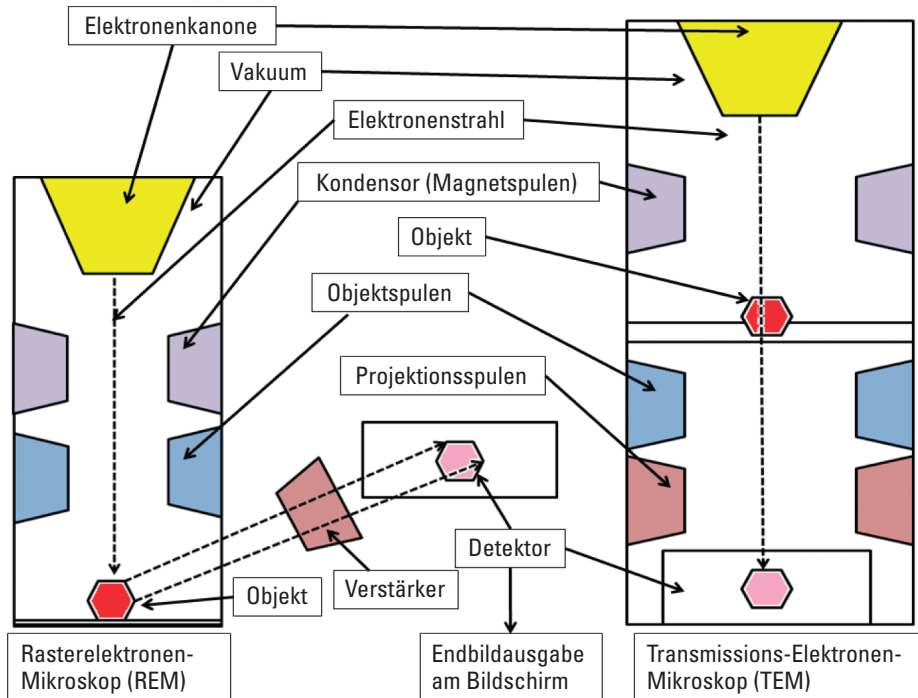 Elektronenkanone
Vakuum
Elektronenstrahl
Kondensor (Magnetspulen)
Objekt
Objektspulen
Projektionsspulen
Detektor
Verstärker
Objekt
Rasterelektronen-
Mikroskop (REM)
Endbildausgabe
am Bildschirm
Transmissions-Elektronen-
Mikroskop (TEM)